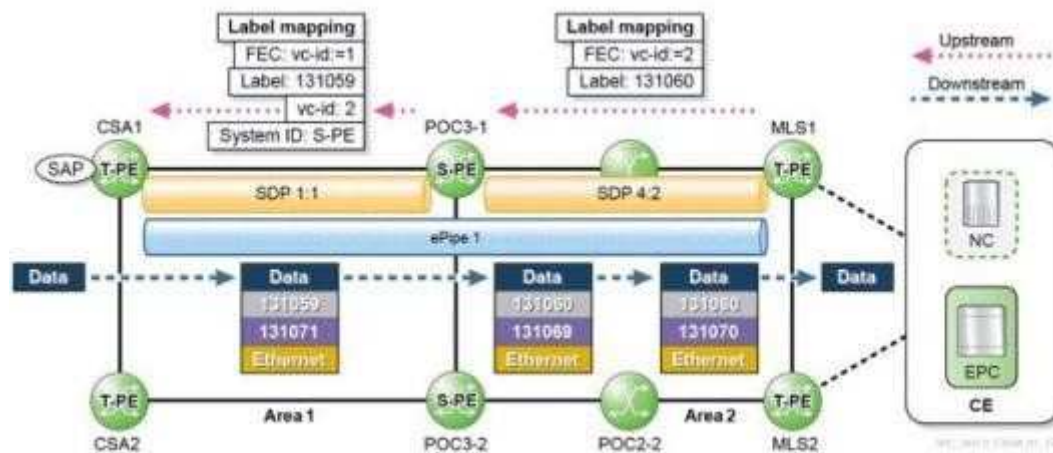 Label mapping
FEC: vc-id:=1
Label: 131059
vc-id: 2
System ID: S-PE
Label mapping
FEC: vc-id:=2
Label: 131060
Upstream
Downstream
CSA1
POC3-1
MLS1
SAP
T-PE
S-PE
T-PE
SDP 1:1
SDP 4:2
ePipe 1
NC
Data
Data
131059
131071
Ethernet
Data
131060
131069
Ethernet
Data
131060
131070
Ethernet
Data
EPC
CE
T-PE
Area 1
S-PE
Area 2
T-PE
CSA2
POC3-2
POC2-2
MLS2